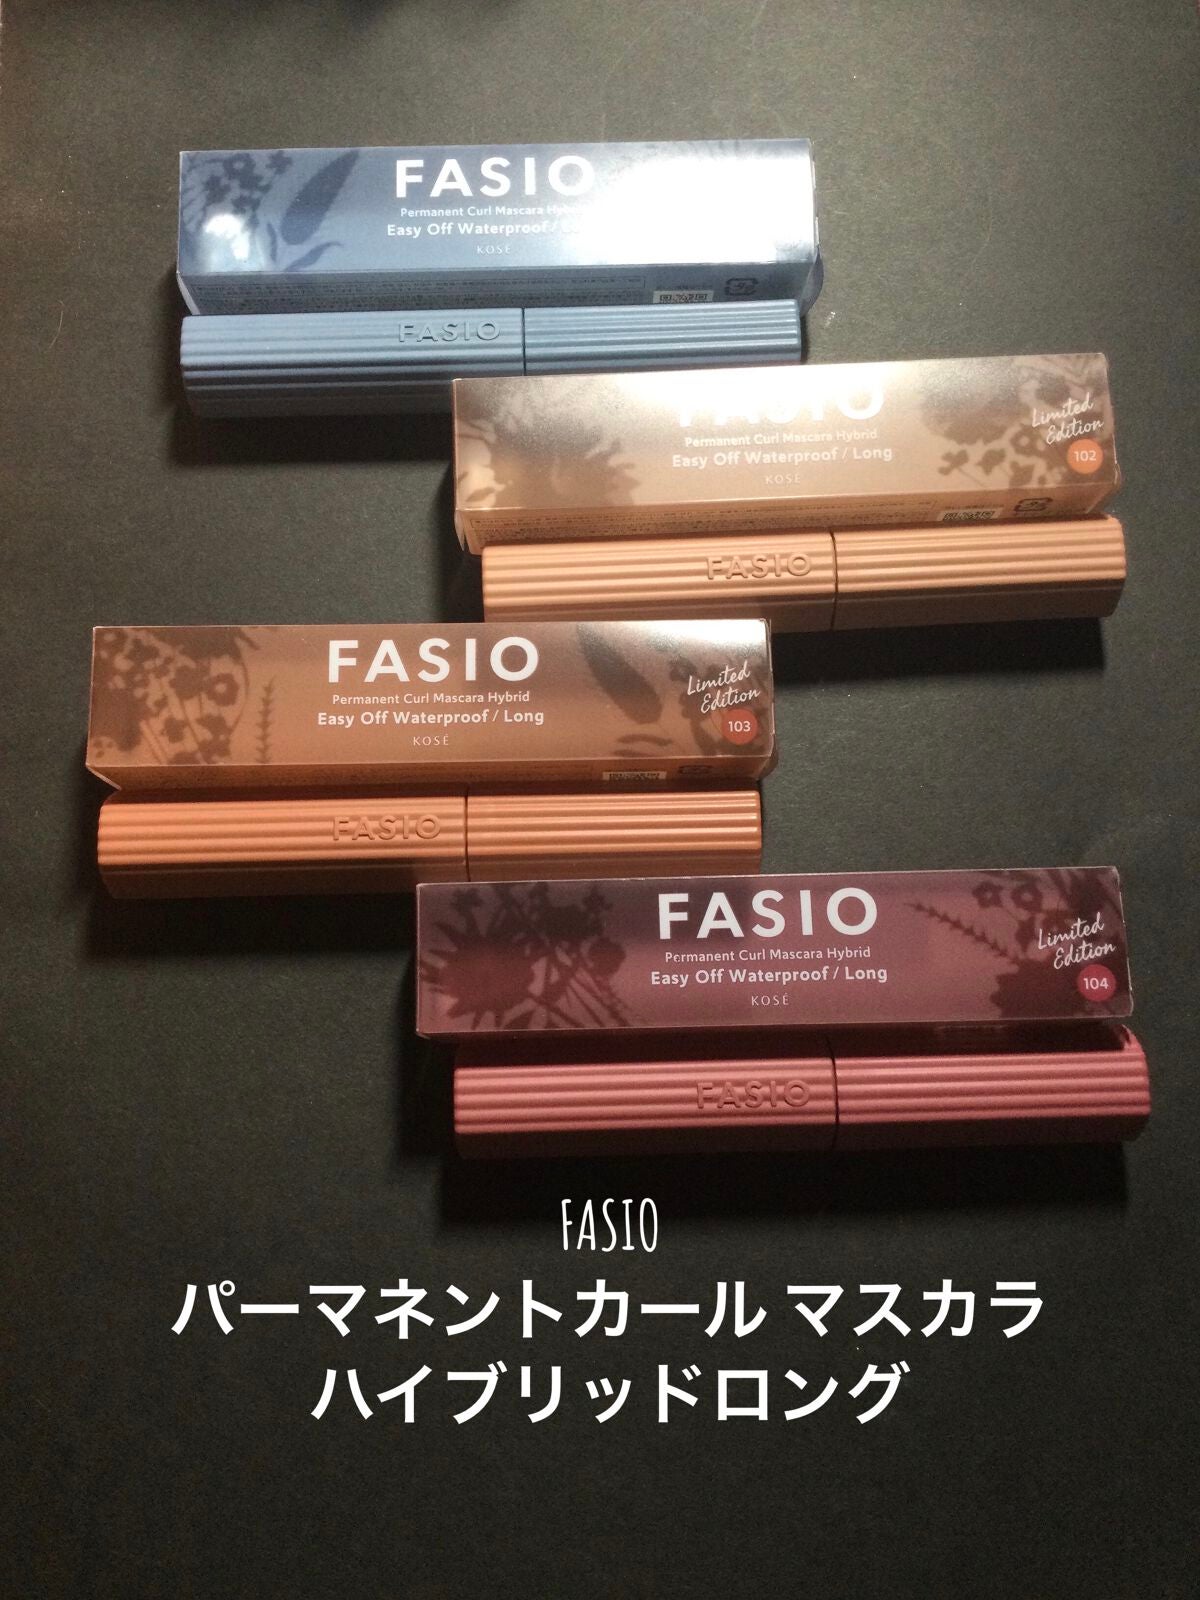 FASIO
Permanent Curl Mascara
Easy Off Waterproof /
KOSÉ
FASIO
FASIO
Permanent Curl Mascara Hybrid
Easy Off Waterproof / Long
KOSÉ
Limited
Edition
102
FASIO
FASIO
Permanent Curl Mascara Hybrid
Easy Off Waterproof / Long
KOSÉ
Limited
Edition
103
FASIO
FASIO
Permanent Curl Mascara Hybrid
Easy Off Waterproof / Long
KOSÉ
Limited
Edition
104
FASIO
FASIO
パーマネントカール マスカラ
ハイブリッドロング